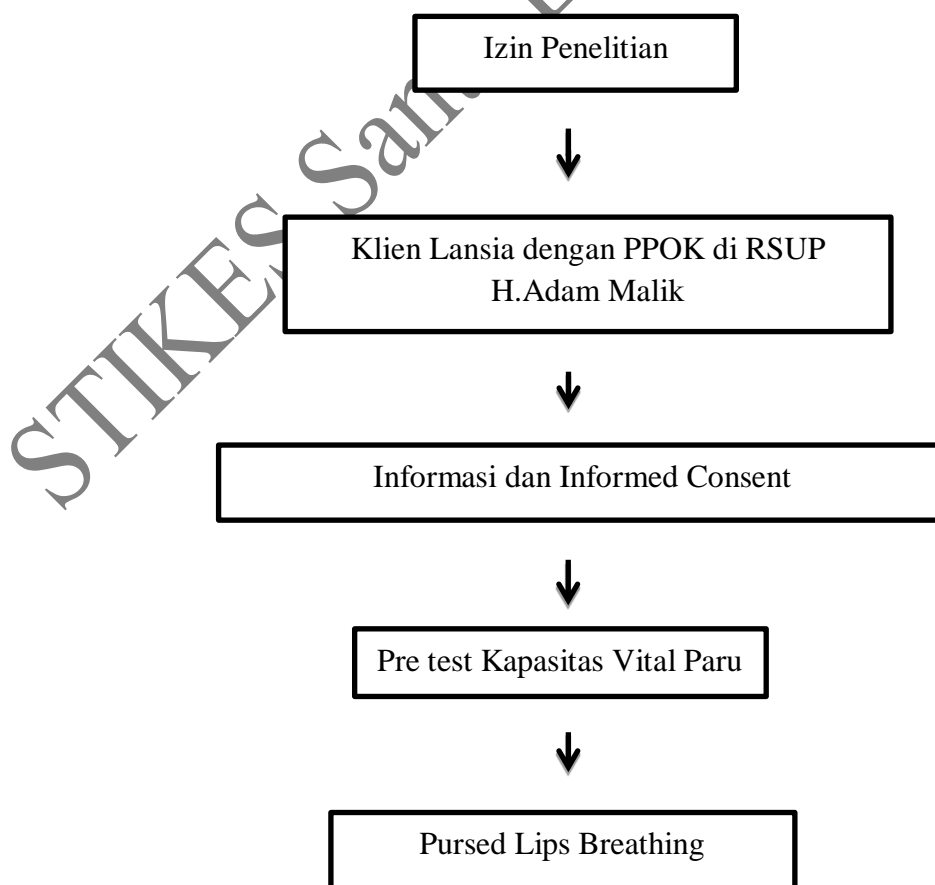 Izin Penelitian
Klien Lansia dengan PPOK di RSUP
H.Adam Malik
STIKES
Informasi dan Informed Consent
Pre test Kapasitas Vital Paru
Pursed Lips Breathing